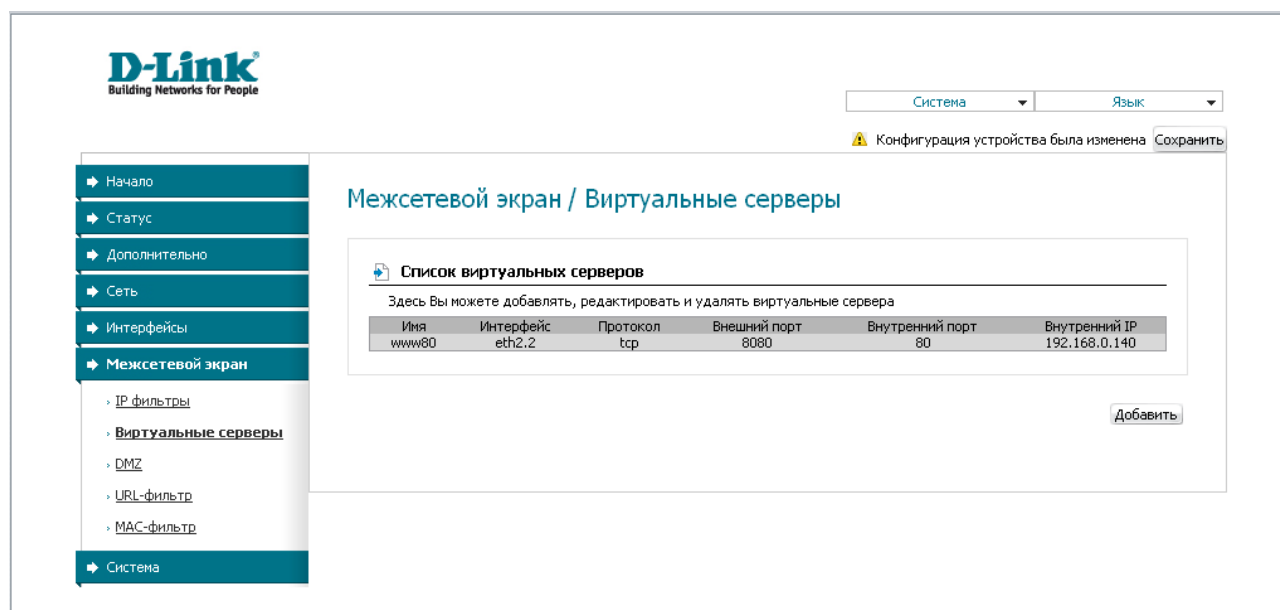 D-Link
Building Networks for People
Система Язык
Конфигурация устройства была изменена Сохранить
Начало
Статус
Дополнительно
Сеть
Интерфейсы
Межсетевой экран
IP фильтры
Виртуальные серверы
DMZ
URL-фильтр
MAC-фильтр
Система
Межсетевой экран / Виртуальные серверы
Список виртуальных серверов
Здесь Вы можете добавлять, редактировать и удалять виртуальные сервера
Имя Интерфейс Протокол Внешний порт Внутренний порт Внутренний IP
www80 eth2.2 tcp 8080 80 192.168.0.140
Добавить